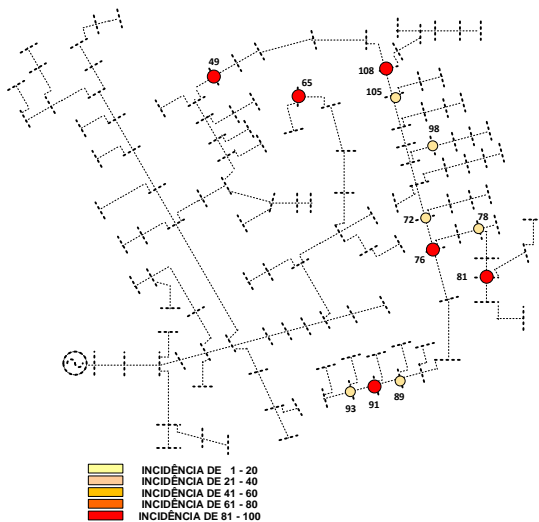 49
65
108
105
98
72
78
76
81
93
91
89
INCIDÊNCIA DE 1 - 20
INCIDÊNCIA DE 21 - 40
INCIDÊNCIA DE 41 - 60
INCIDÊNCIA DE 61 - 80
INCIDÊNCIA DE 81 - 100